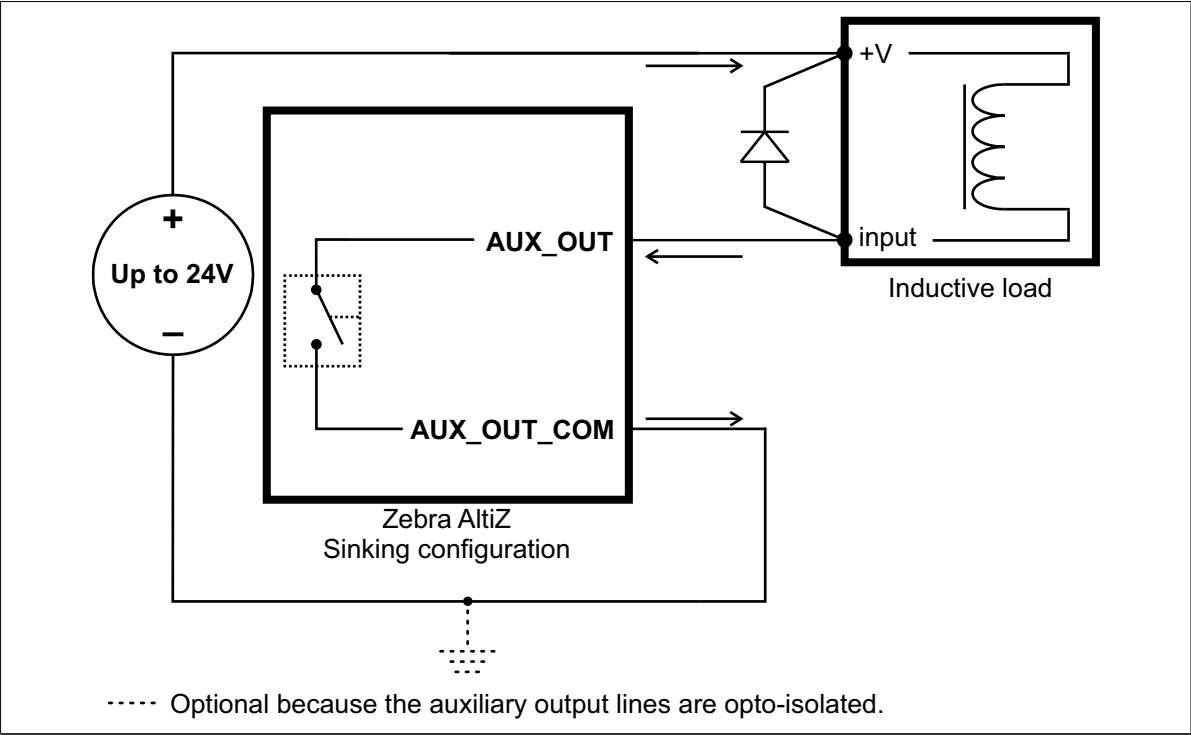 +V
+
Up to 24V
–
AUX_OUT
input
Inductive load
AUX_OUT_COM
Zebra AltiZ
Sinking configuration
Optional because the auxiliary output lines are opto-isolated.